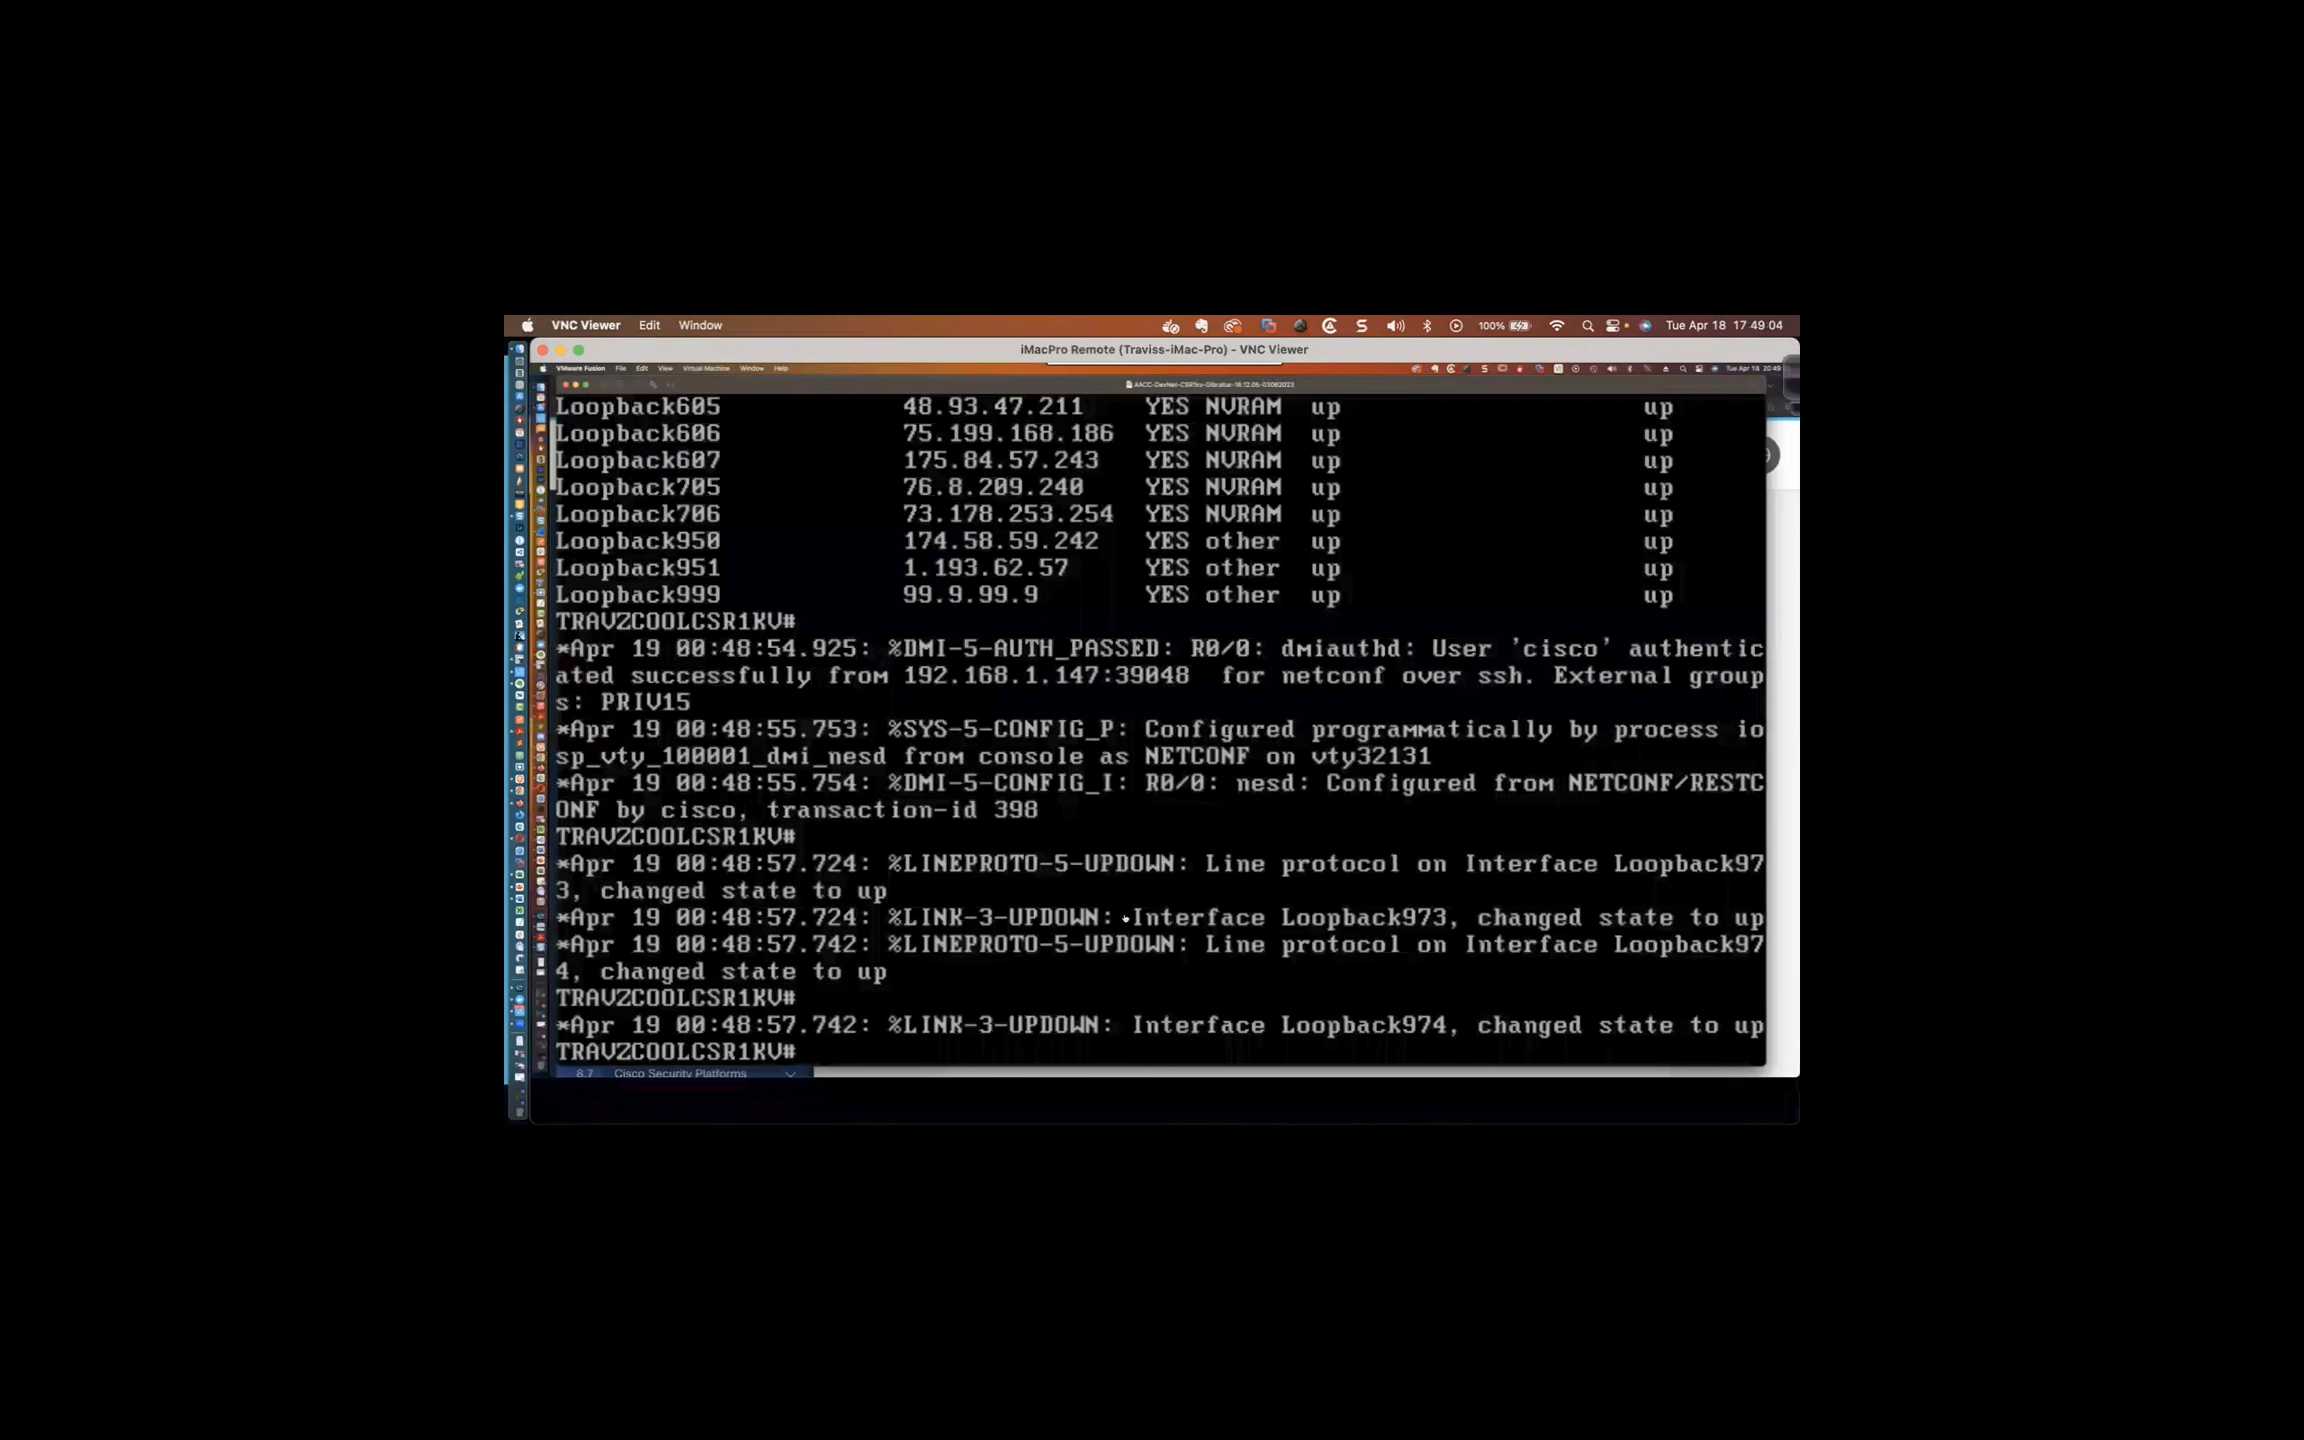 VNC Viewer Edit Window 100% Tue Apr 18 17 49 04
iMacPro Remote (Traviss-iMac-Pro) - VNC Viewer
VMware Fusion File Edit View Virtual Machine Window Help Tue Apr 18 20:49
AACC-DevNet-CSR1kv-Gibraltar-16.12.05-03062023
Loopback605 48.93.47.211 YES NVRAM up up
Loopback606 75.199.168.186 YES NVRAM up up
Loopback607 175.84.57.243 YES NVRAM up up
Loopback705 76.8.209.240 YES NVRAM up up
Loopback706 73.178.253.254 YES NVRAM up up
Loopback950 174.58.59.242 YES other up up
Loopback951 1.193.62.57 YES other up up
Loopback999 99.9.99.9 YES other up up
TRAVZCOOLCSR1KV#
*Apr 19 00:48:54.925: %DMI-5-AUTH_PASSED: R0/0: dmiauthd: User 'cisco' authentic
ated successfully from 192.168.1.147:39048 for netconf over ssh. External group
s: PRIV15
*Apr 19 00:48:55.753: %SYS-5-CONFIG_P: Configured programmatically by process io
sp_vty_100001_dmi_nesd from console as NETCONF on vty32131
*Apr 19 00:48:55.754: %DMI-5-CONFIG_I: R0/0: nesd: Configured from NETCONF/RESTC
ONF by cisco, transaction-id 398
TRAVZCOOLCSR1KV#
*Apr 19 00:48:57.724: %LINEPROTO-5-UPDOWN: Line protocol on Interface Loopback97
3, changed state to up
*Apr 19 00:48:57.724: %LINK-3-UPDOWN: Interface Loopback973, changed state to up
*Apr 19 00:48:57.742: %LINEPROTO-5-UPDOWN: Line protocol on Interface Loopback97
4, changed state to up
TRAVZCOOLCSR1KV#
*Apr 19 00:48:57.742: %LINK-3-UPDOWN: Interface Loopback974, changed state to up
TRAVZCOOLCSR1KV#
8.7 Cisco Security Platforms